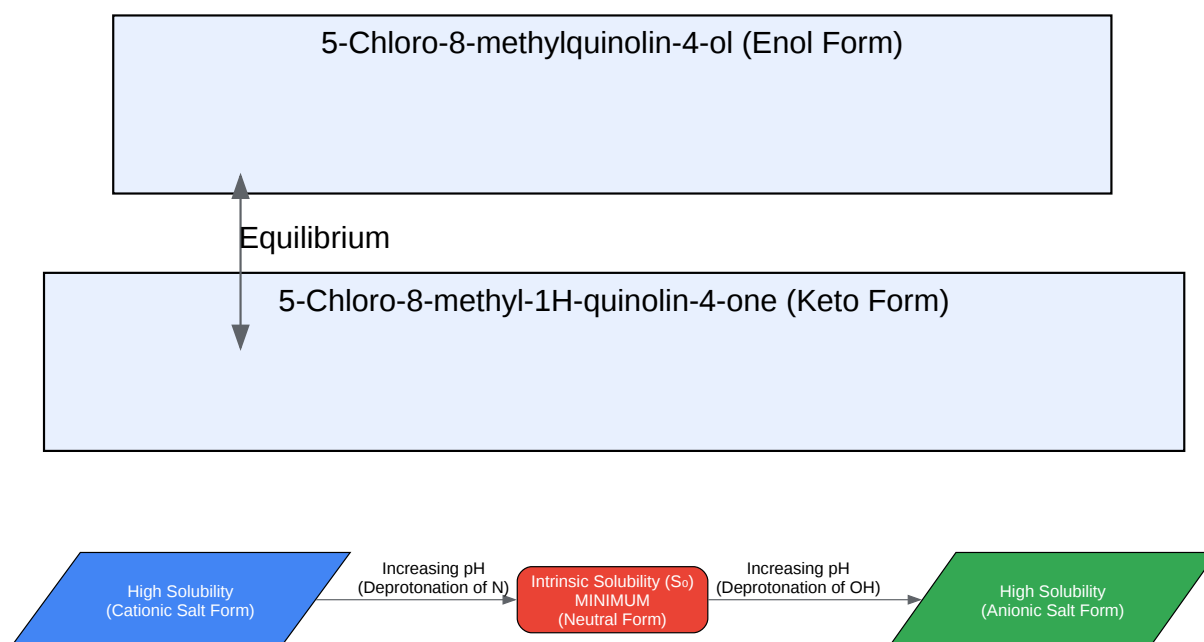 5-Chloro-8-methylquinolin-4-ol (Enol Form)
Equilibrium
5-Chloro-8-methyl-1H-quinolin-4-one (Keto Form)
High Solubility
(Cationic Salt Form)
Increasing pH
(Deprotonation of N)
Intrinsic Solubility (S₀)
MINIMUM
(Neutral Form)
Increasing pH
(Deprotonation of OH)
High Solubility
(Anionic Salt Form)